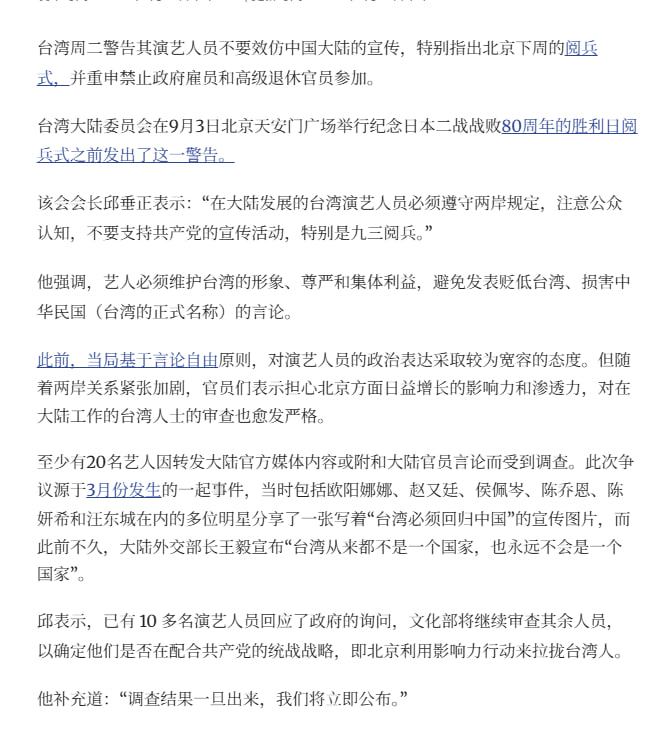 台湾周二警告其演艺人员不要效仿中国大陆的宣传，特别指出北京下周的阅兵
式，并重申禁止政府雇员和高级退休官员参加。
台湾大陆委员会在9月3日北京天安门广场举行纪念日本二战战败80周年的胜利日阅
兵式之前发出了这一警告。
该会会长邱垂正表示：“在大陆发展的台湾演艺人员必须遵守两岸规定，注意公众
认知，不要支持共产党的宣传活动，特别是九三阅兵。”
他强调，艺人必须维护台湾的形象、尊严和集体利益，避免发表贬低台湾、损害中
华民国（台湾的正式名称）的言论。
此前，当局基于言论自由原则，对演艺人员的政治表达采取较为宽容的态度。但随
着两岸关系紧张加剧，官员们表示担心北京方面日益增长的影响力和渗透力，对在
大陆工作的台湾人士的审查也愈发严格。
至少有20名艺人因转发大陆官方媒体内容或附和大陆官员言论而受到调查。此次争
议源于3月份发生的一起事件，当时包括欧阳娜娜、赵又廷、侯佩岑、陈乔恩、陈
妍希和汪东城在内的多位明星分享了一张写着“台湾必须回归中国”的宣传图片，而
此前不久，大陆外交部长王毅宣布“台湾从来都不是一个国家，也永远不会是一个
国家”。
邱表示，已有 10 多名演艺人员回应了政府的询问，文化部将继续审查其余人员，
以确定他们是否在配合共产党的统战战略，即北京利用影响力行动来拉拢台湾人。
他补充道：“调查结果一旦出来，我们将立即公布。”